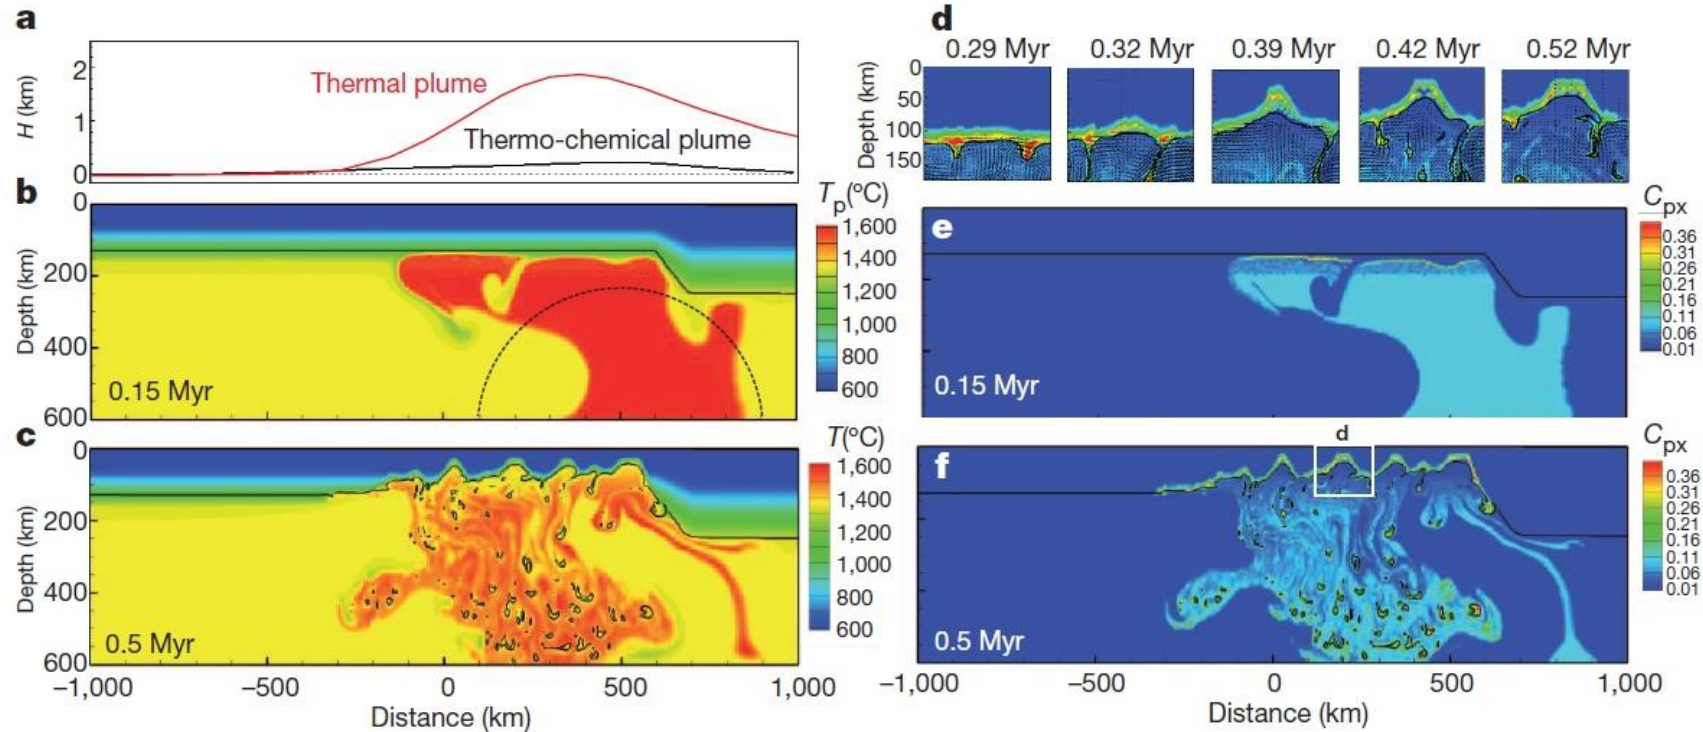 a
H (km)
2
1
0
Thermal plume
Thermo-chemical plume
b
Depth (km)
0
200
400
600
0.15 Myr
Tp(°C)
1,600
1,400
1,200
1,000
800
600
c
Depth (km)
0
200
400
600
0.5 Myr
T(°C)
1,600
1,400
1,200
1,000
800
600
−1,000 −500 0 500 1,000
Distance (km)
d
0.29 Myr 0.32 Myr 0.39 Myr 0.42 Myr 0.52 Myr
Depth (km)
0
50
100
150
e
0.15 Myr
Cpx
0.36
0.31
0.26
0.21
0.16
0.11
0.06
0.01
d
f
0.5 Myr
Cpx
0.36
0.31
0.26
0.21
0.16
0.11
0.06
0.01
−1,000 −500 0 500 1,000
Distance (km)